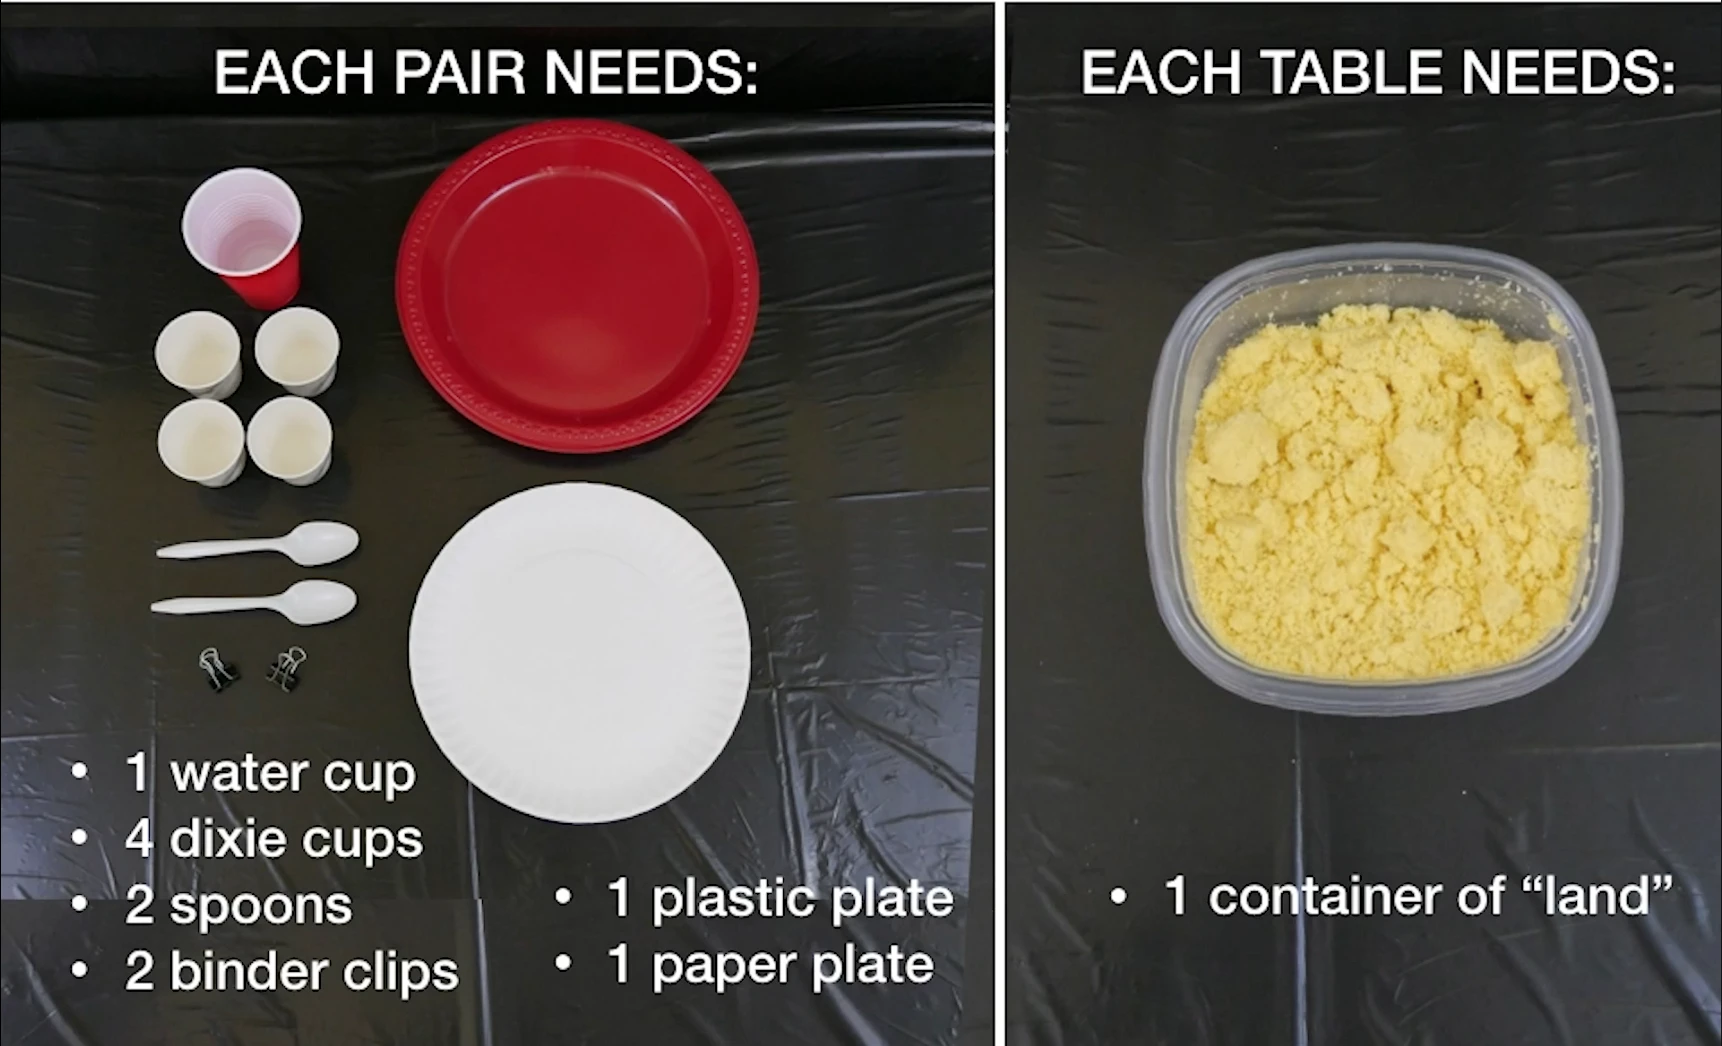 EACH PAIR NEEDS:
• 1 water cup
• 4 dixie cups
• 2 spoons
• 2 binder clips
• 1 plastic plate
• 1 paper plate
EACH TABLE NEEDS:
• 1 container of “land”